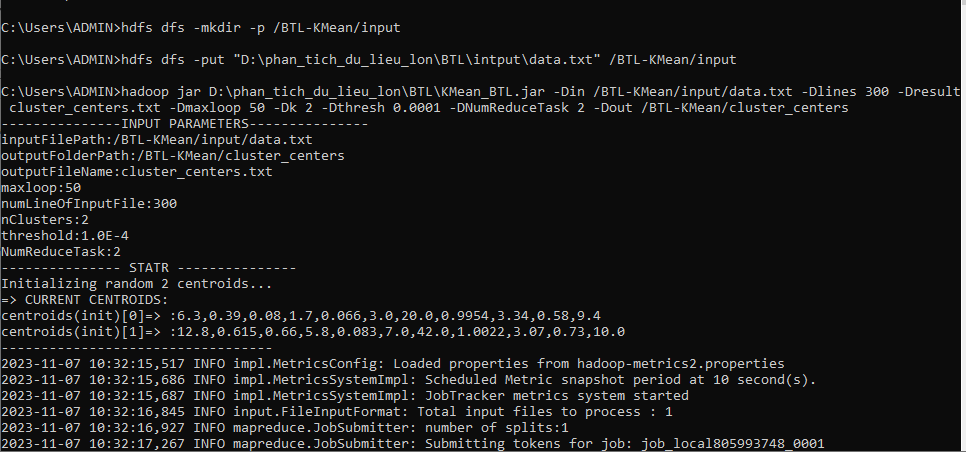 C:\Users\ADMIN>hdfs dfs -mkdir -p /BTL-KMean/input
C:\Users\ADMIN>hdfs dfs -put "D:\phan_tich_du_lieu_lon\BTL\intput\data.txt" /BTL-KMean/input
C:\Users\ADMIN>hadoop jar D:\phan_tich_du_lieu_lon\BTL\KMean_BTL.jar -Din /BTL-KMean/input/data.txt -Dlines 300 -Dresult
cluster_centers.txt -Dmaxloop 50 -Dk 2 -Dthresh 0.0001 -DNumReduceTask 2 -Dout /BTL-KMean/cluster_centers
---------------INPUT PARAMETERS---------------
inputFilePath:/BTL-KMean/input/data.txt
outputFolderPath:/BTL-KMean/cluster_centers
outputFileName:cluster_centers.txt
maxloop:50
numLineOfInputFile:300
nClusters:2
threshold:1.0E-4
NumReduceTask:2
--------------- STATR ---------------
Initializing random 2 centroids...
=> CURRENT CENTROIDS:
centroids(init)[0]=> :6.3,0.39,0.08,1.7,0.066,3.0,20.0,0.9954,3.34,0.58,9.4
centroids(init)[1]=> :12.8,0.615,0.66,5.8,0.083,7.0,42.0,1.0022,3.07,0.73,10.0
----------------------------------
2023-11-07 10:32:15,517 INFO impl.MetricsConfig: Loaded properties from hadoop-metrics2.properties
2023-11-07 10:32:15,686 INFO impl.MetricsSystemImpl: Scheduled Metric snapshot period at 10 second(s).
2023-11-07 10:32:15,687 INFO impl.MetricsSystemImpl: JobTracker metrics system started
2023-11-07 10:32:16,845 INFO input.FileInputFormat: Total input files to process : 1
2023-11-07 10:32:16,927 INFO mapreduce.JobSubmitter: number of splits:1
2023-11-07 10:32:17,267 INFO mapreduce.JobSubmitter: Submitting tokens for job: job_local805993748_0001